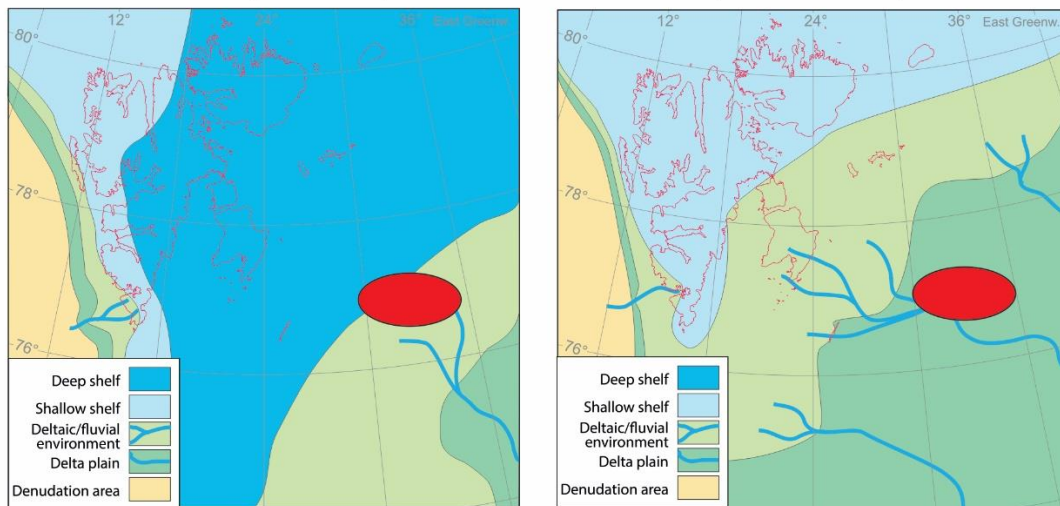 12°
24°
36°
East Greenw.
80°
78°
76°
Deep shelf
Shallow shelf
Deltaic/fluvial
environment
Delta plain
Denudation area
12°
24°
36°
East Greenw.
80°
78°
76°
Deep shelf
Shallow shelf
Deltaic/fluvial
environment
Delta plain
Denudation area